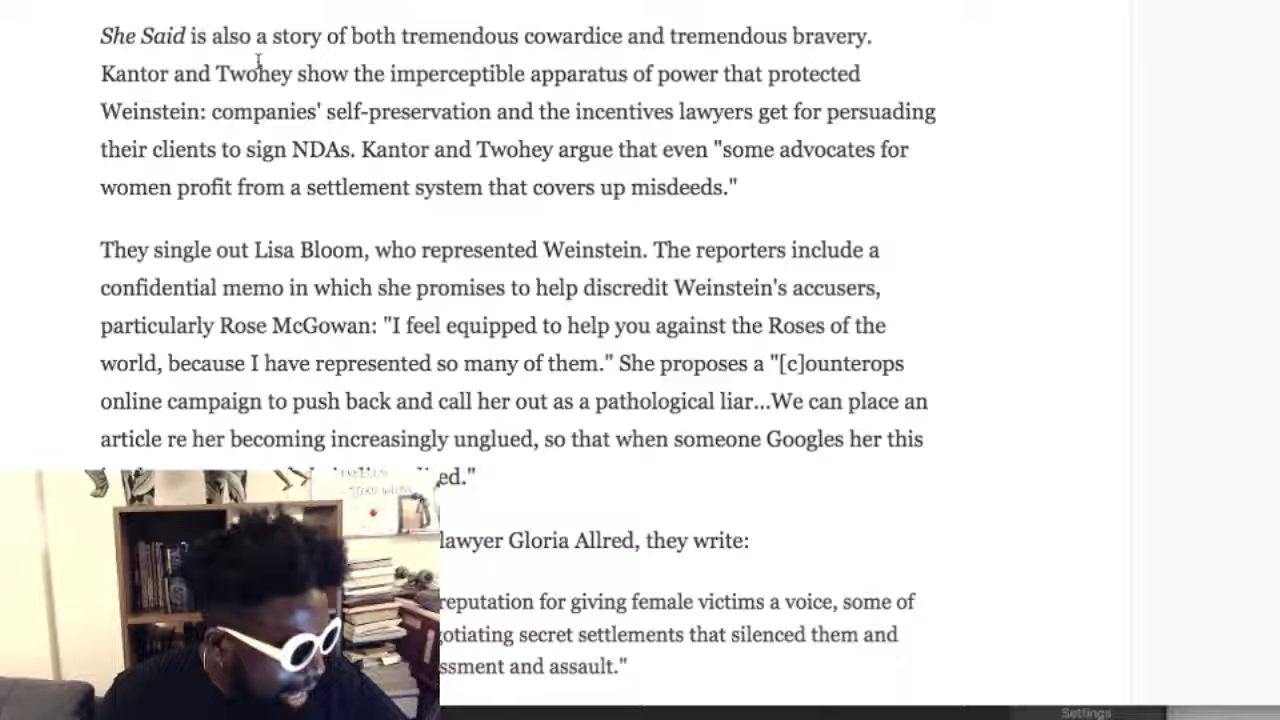 She Said is also a story of both tremendous cowardice and tremendous bravery.
Kantor and Twohey show the imperceptible apparatus of power that protected
Weinstein: companies' self-preservation and the incentives lawyers get for persuading
their clients to sign NDAs. Kantor and Twohey argue that even "some advocates for
women profit from a settlement system that covers up misdeeds."
They single out Lisa Bloom, who represented Weinstein. The reporters include a
confidential memo in which she promises to help discredit Weinstein's accusers,
particularly Rose McGowan: "I feel equipped to help you against the Roses of the
world, because I have represented so many of them." She proposes a "[c]ounterops
online campaign to push back and call her out as a pathological liar...We can place an
article re her becoming increasingly unglued, so that when someone Googles her this
ed."
lawyer Gloria Allred, they write:
reputation for giving female victims a voice, some of
gotiating secret settlements that silenced them and
ssment and assault."
Settings